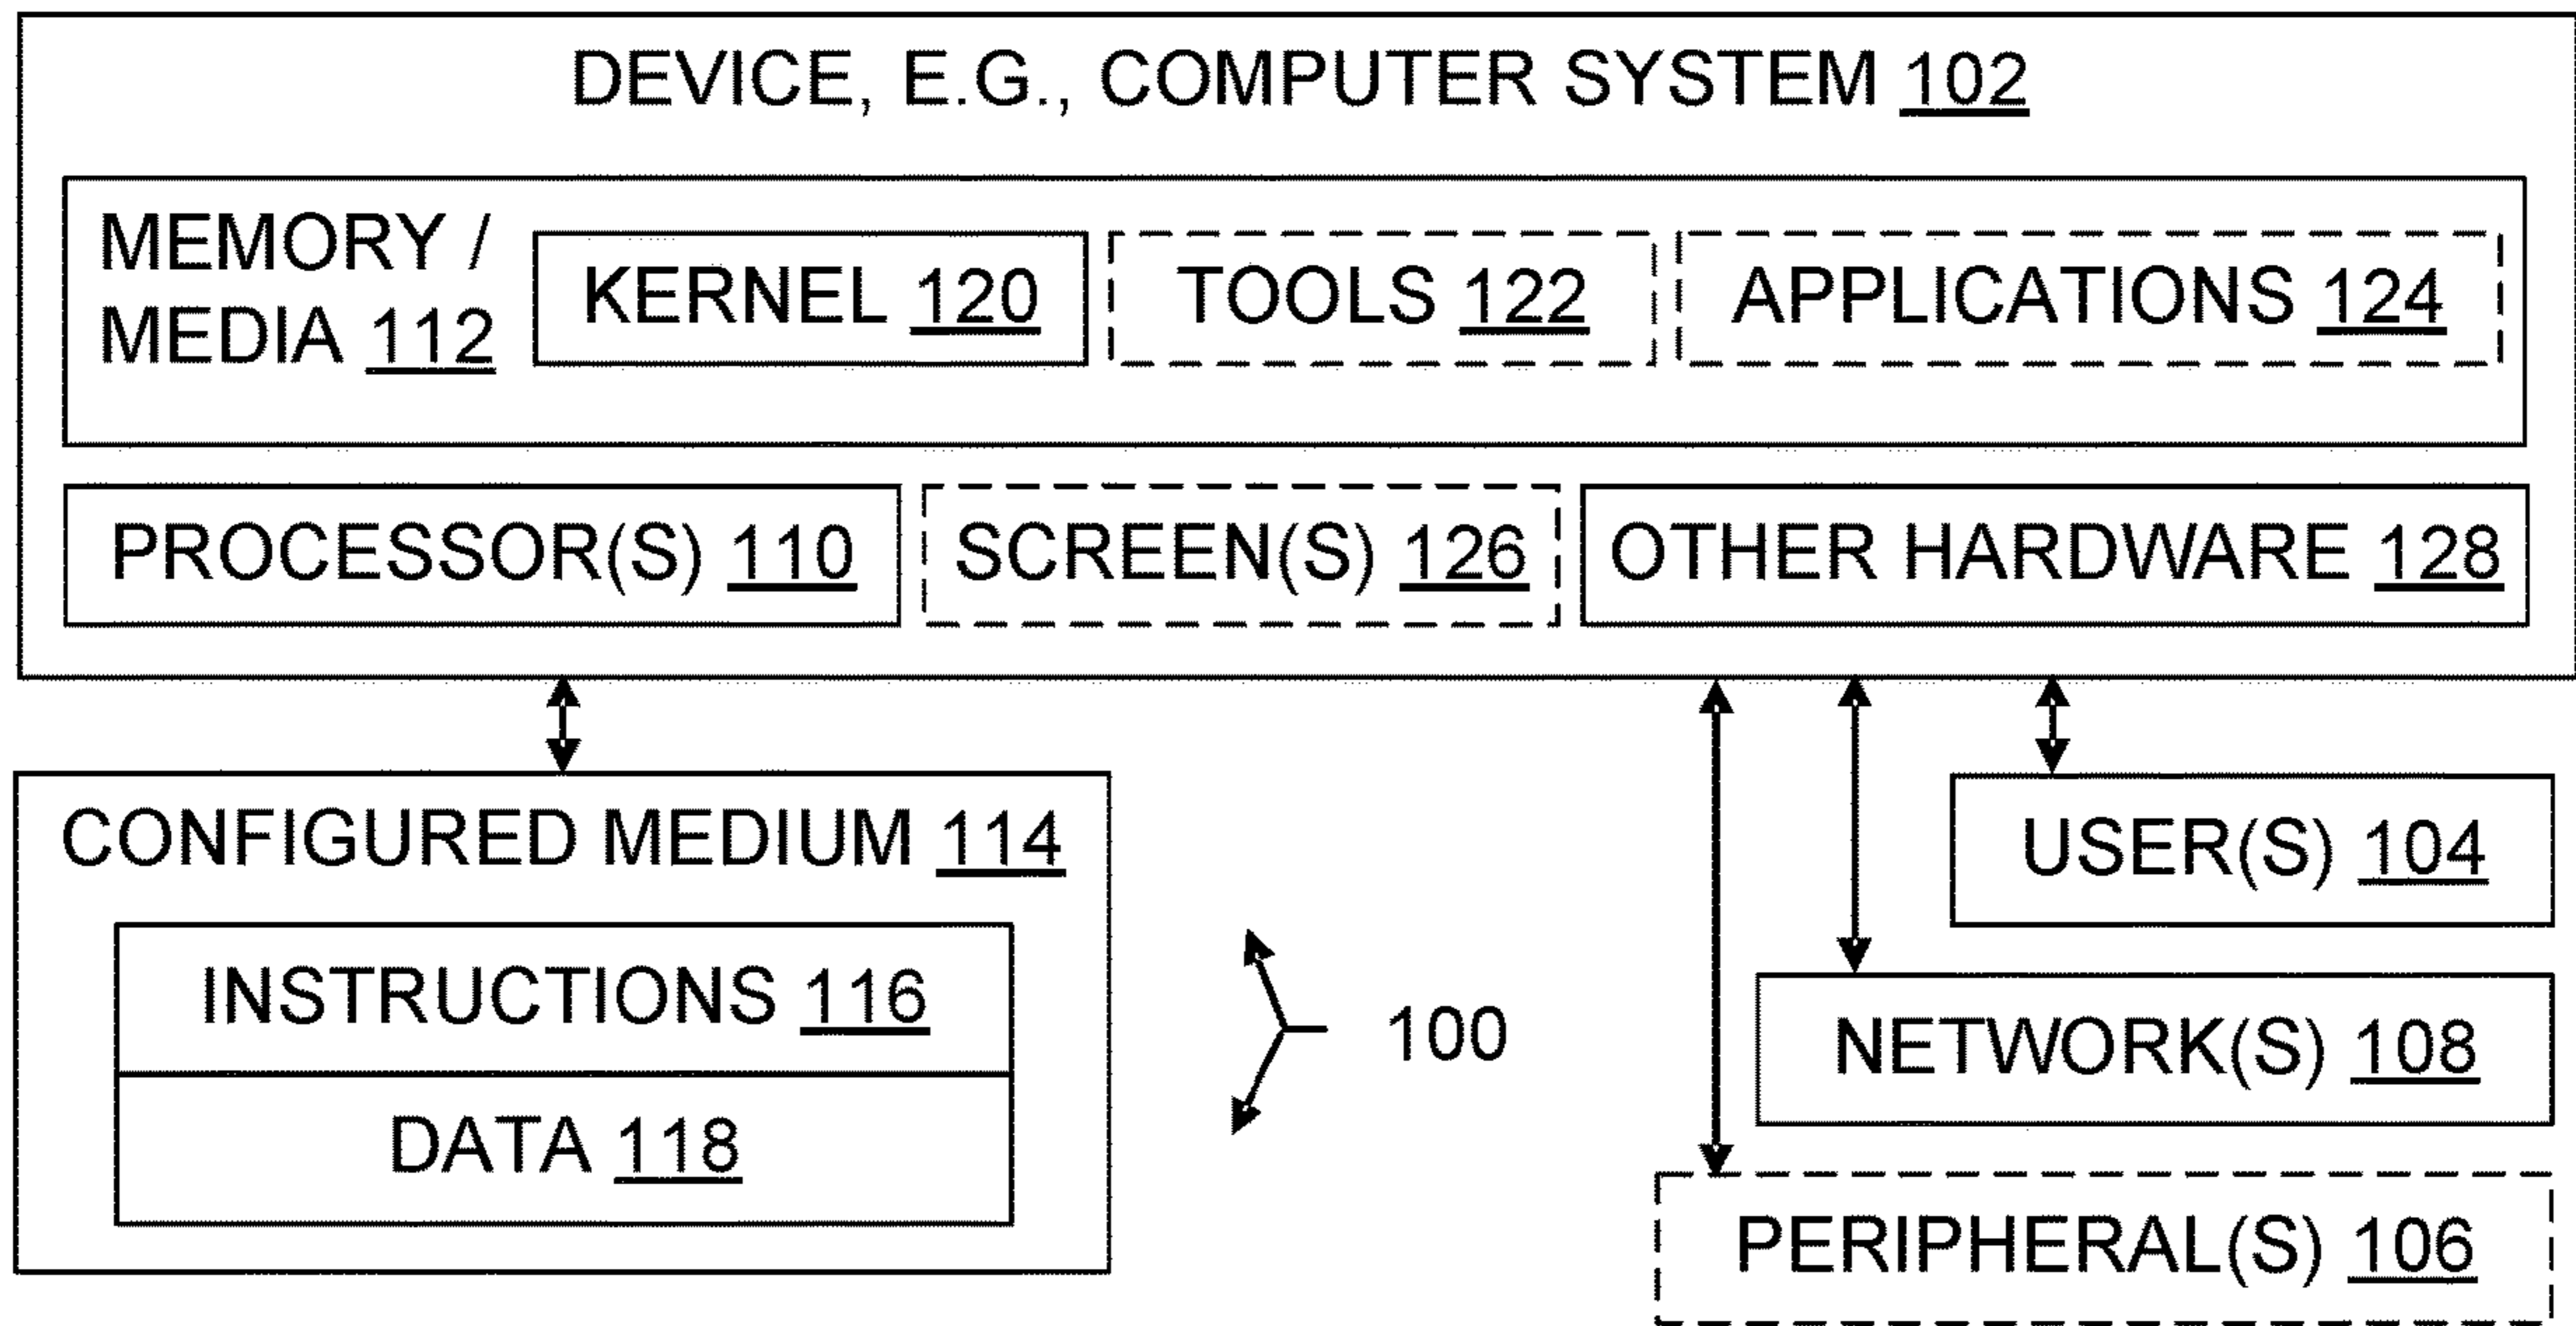 DEVICE, E.G., COMPUTER SYSTEM 102
MEMORY /
MEDIA 112
KERNEL 120
TOOLS 122
APPLICATIONS 124
PROCESSOR(S) 110
SCREEN(S) 126
OTHER HARDWARE 128
CONFIGURED MEDIUM 114
INSTRUCTIONS 116
DATA 118
100
USER(S) 104
NETWORK(S) 108
PERIPHERAL(S) 106